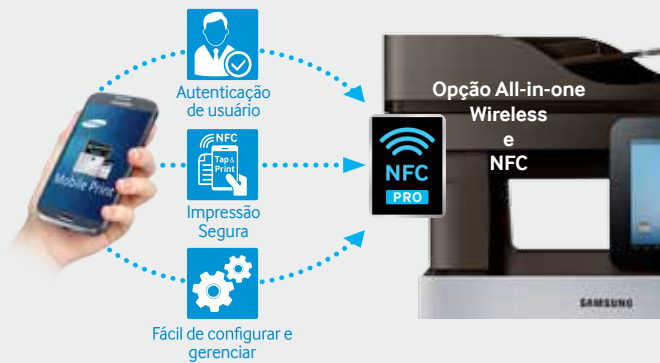 Autenticação
de usuário
NFC
Tap &
Print
Impressão
Segura
Fácil de configurar e
gerenciar
SAMSUNG
Mobile Print
NFC
PRO
Opção All-in-one
Wireless
e
NFC
SAMSUNG